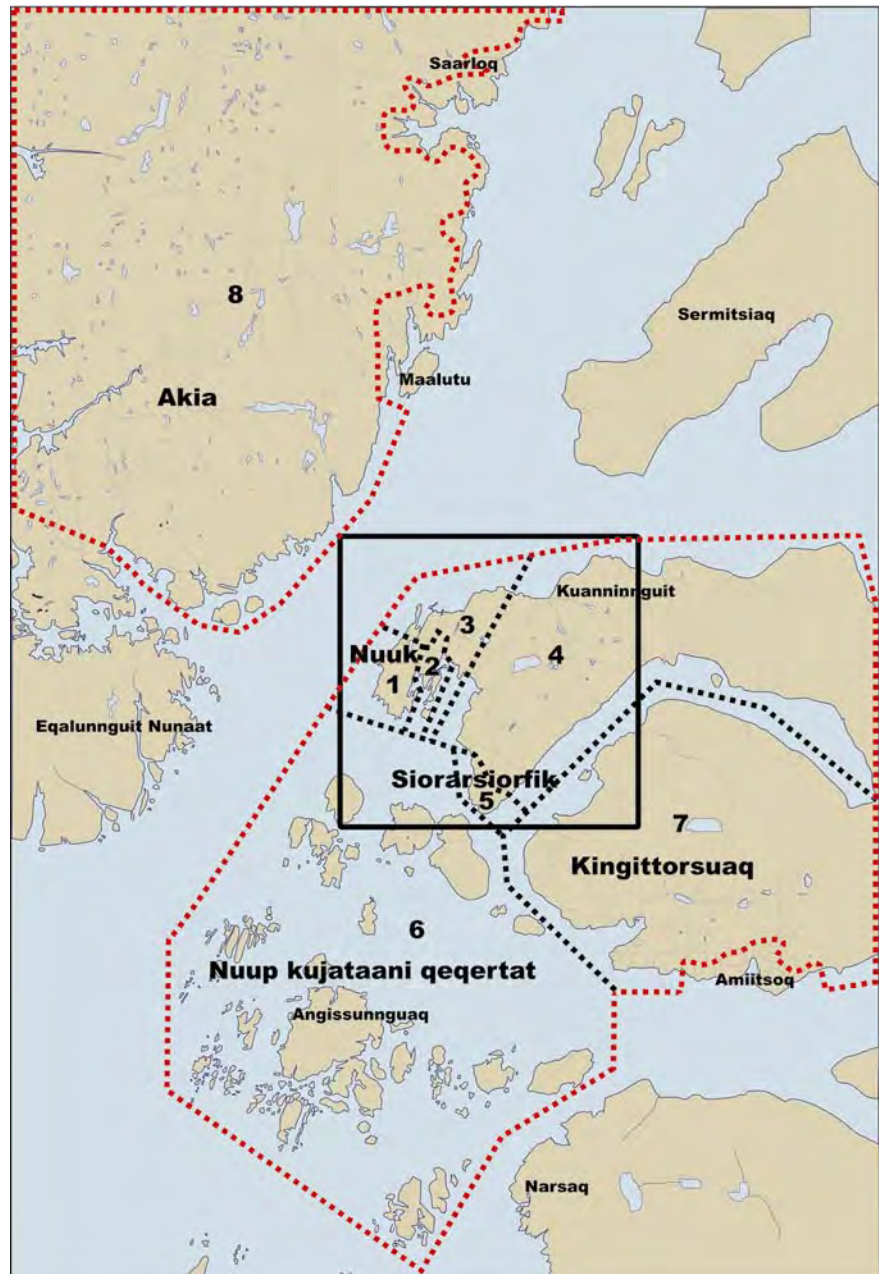 Saarloq
8
Sermitsiaq
Akia
Maalutu
Kuanninnguit
3
Nuuk
2
4
1
Eqalunnguit Nunaat
Siorarsiorfik
5
7
Kingittorsuaq
6
Nuup kujataani qeqertat
Amiitsoq
Angissunnguaq
Narsaq